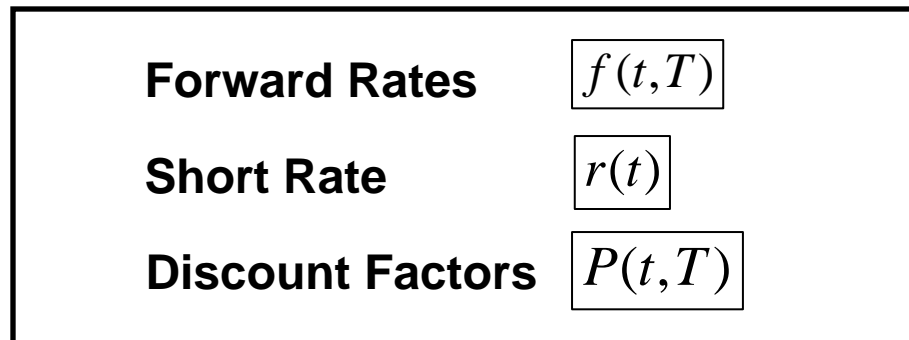 Forward Rates f(t,T)
Short Rate r(t)
Discount Factors P(t,T)